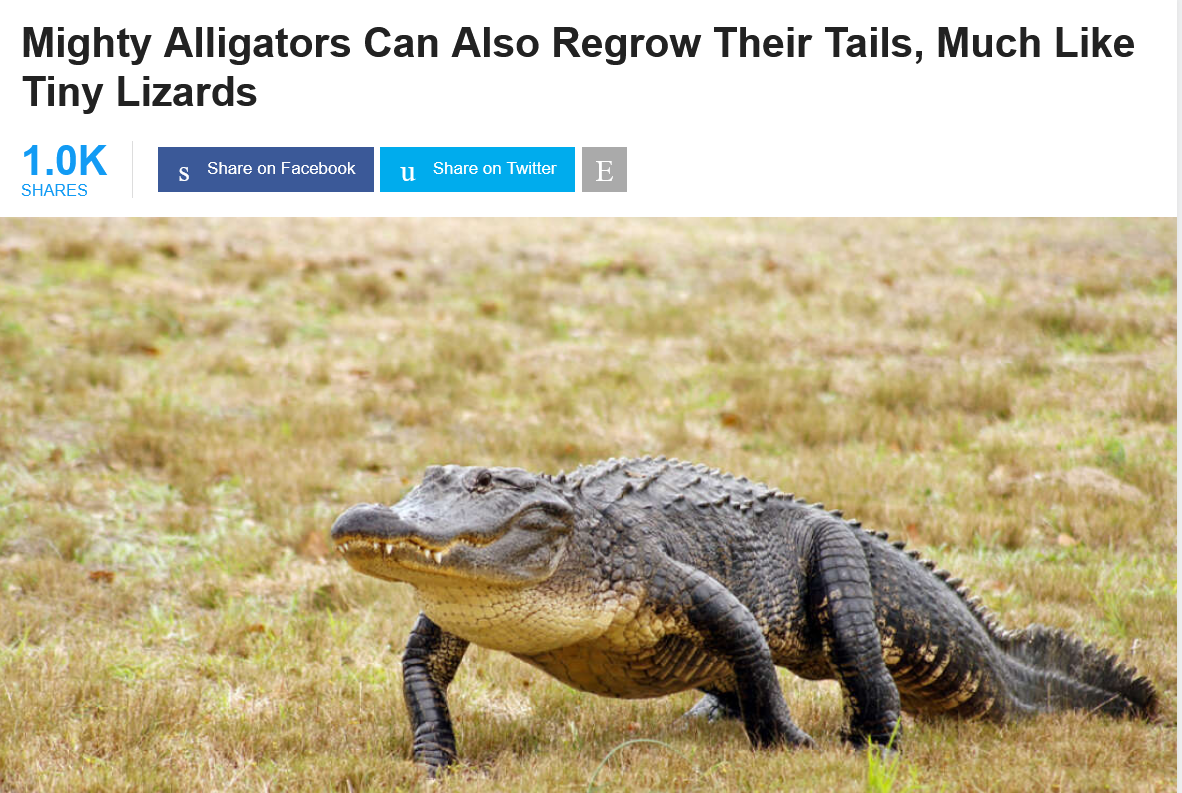 Mighty Alligators Can Also Regrow Their Tails, Much Like
Tiny Lizards
1.0K
SHARES
s Share on Facebook
u Share on Twitter
E